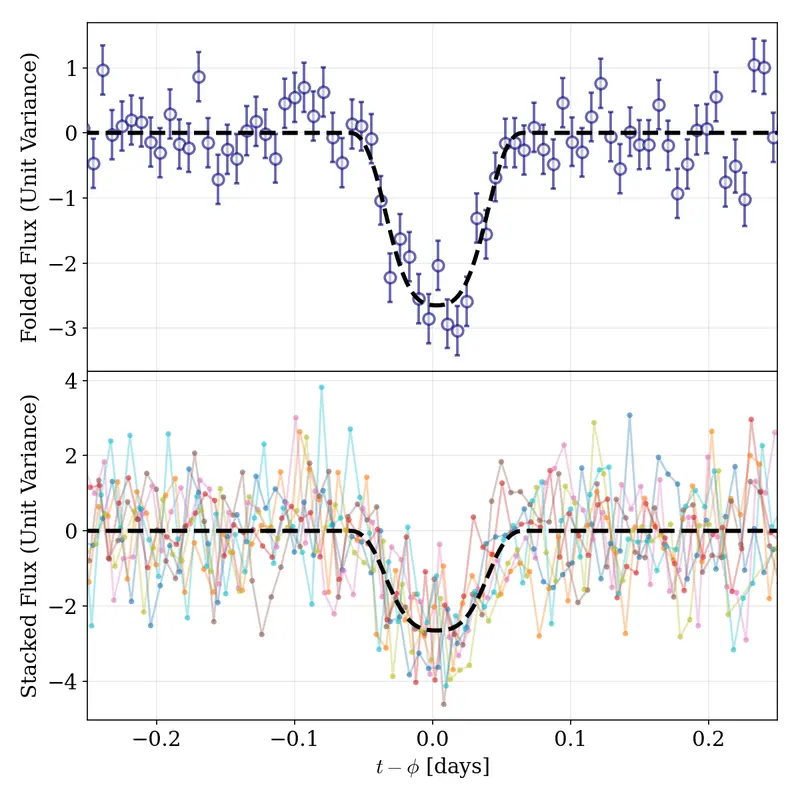 Folded Flux (Unit Variance)
1
0
−1
−2
−3
Stacked Flux (Unit Variance)
4
2
0
−2
−4
−0.2 −0.1 0.0 0.1 0.2
t − ϕ [days]